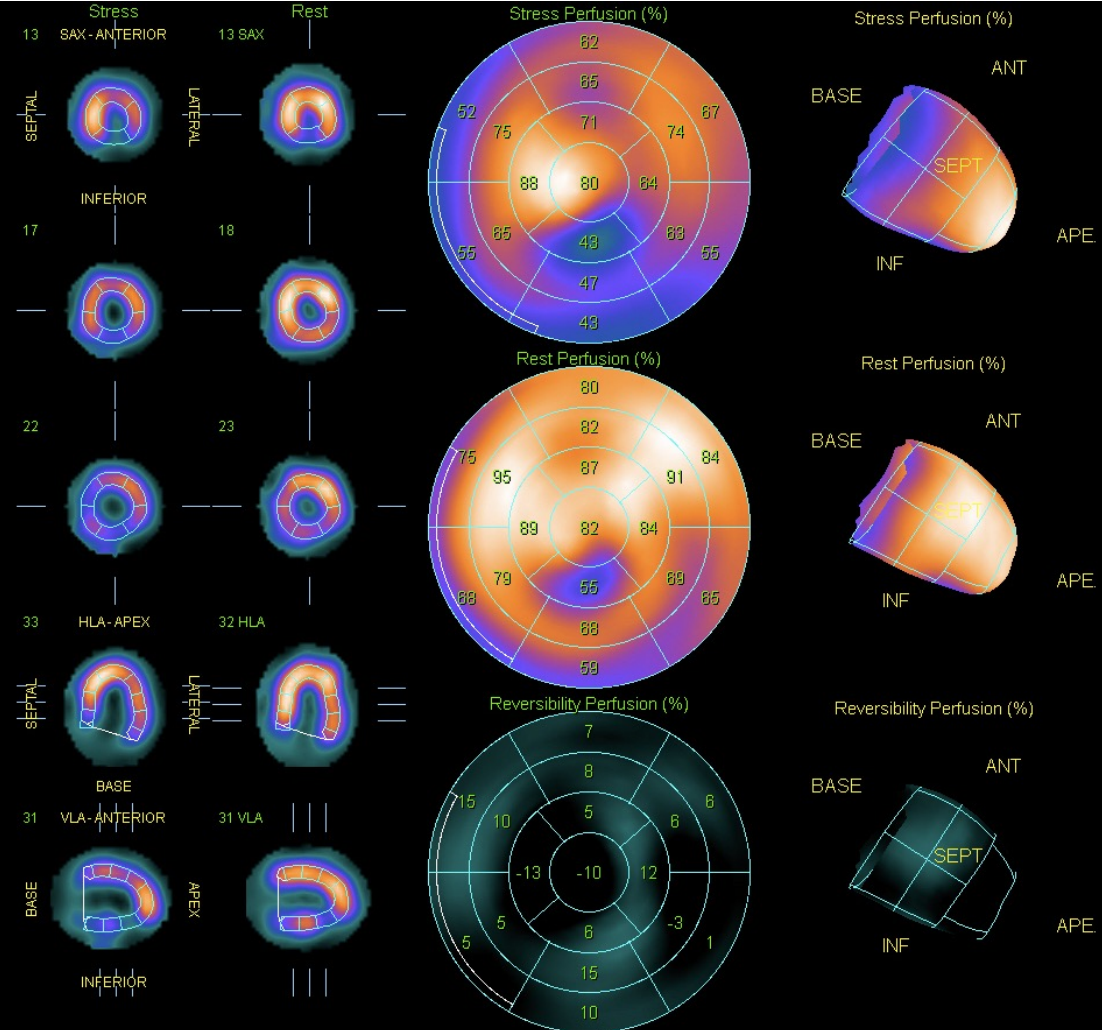 Stress Rest
13 SAX - ANTERIOR 13 SAX
SEPTAL LATERAL
INFERIOR
17 18
22 23
33 HLA - APEX 32 HLA
SEPTAL LATERAL
BASE
31 VLA - ANTERIOR 31 VLA
BASE APEX
INFERIOR
Stress Perfusion (%)
62
65
52 67
71
75 74
88 80 64
65 43 63
55 55
47
43
Rest Perfusion (%)
80
82
75 84
87
95 91
89 82 84
79 55 69
68 65
68
59
Reversibility Perfusion (%)
7
8
15 6
5
10 6
-13 -10 12
5 6 -3
5 1
15
10
Stress Perfusion (%)
ANT
BASE
SEPT
APE.
INF
Rest Perfusion (%)
ANT
BASE
SEPT
APE.
INF
Reversibility Perfusion (%)
ANT
BASE
SEPT
APE.
INF